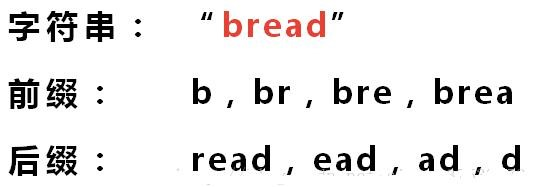 字符串： “bread”
前缀： b , br , bre , brea
后缀： read , ead , ad , d